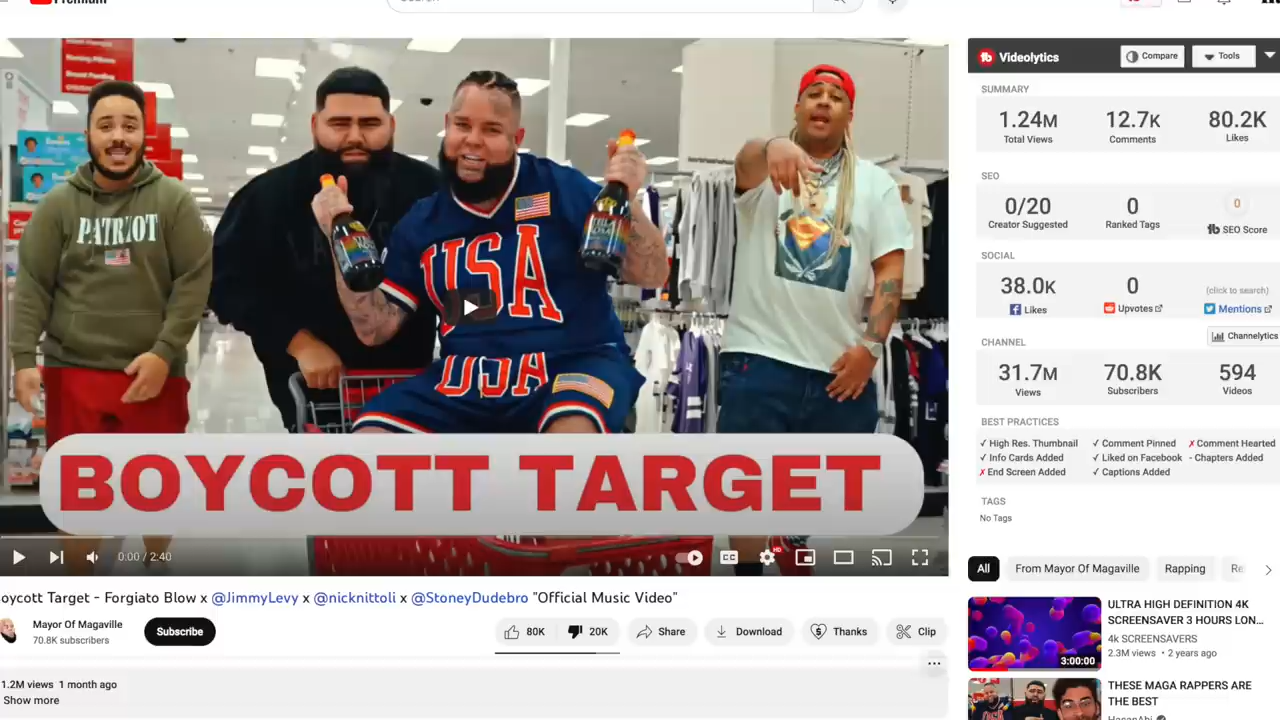 Premium
Search
PATRIOT
USA
USA
BOYCOTT TARGET
0:00 / 2:40
CC
HD
oycott Target - Forgiato Blow x @JimmyLevy x @nicknittoli x @StoneyDudebro "Official Music Video"
Mayor Of Magaville
70.8K subscribers
Subscribe
80K
20K
Share
Download
Thanks
Clip
...
1.2M views 1 month ago
Show more
Videolytics
Compare
Tools
SUMMARY
1.24M 12.7K 80.2K
Total Views Comments Likes
SEO
0/20 0 0
Creator Suggested Ranked Tags SEO Score
SOCIAL
38.0K 0 (click to search)
Likes Upvotes Mentions
Channelytics
CHANNEL
31.7M 70.8K 594
Views Subscribers Videos
BEST PRACTICES
✓ High Res. Thumbnail ✓ Comment Pinned ✗ Comment Hearted
✓ Info Cards Added ✓ Liked on Facebook - Chapters Added
✗ End Screen Added ✓ Captions Added
TAGS
No Tags
All From Mayor Of Magaville Rapping Re
ULTRA HIGH DEFINITION 4K
SCREENSAVER 3 HOURS LON...
4K SCREENSAVERS
2.3M views • 2 years ago
3:00:00
THESE MAGA RAPPERS ARE
THE BEST
HasanAbi